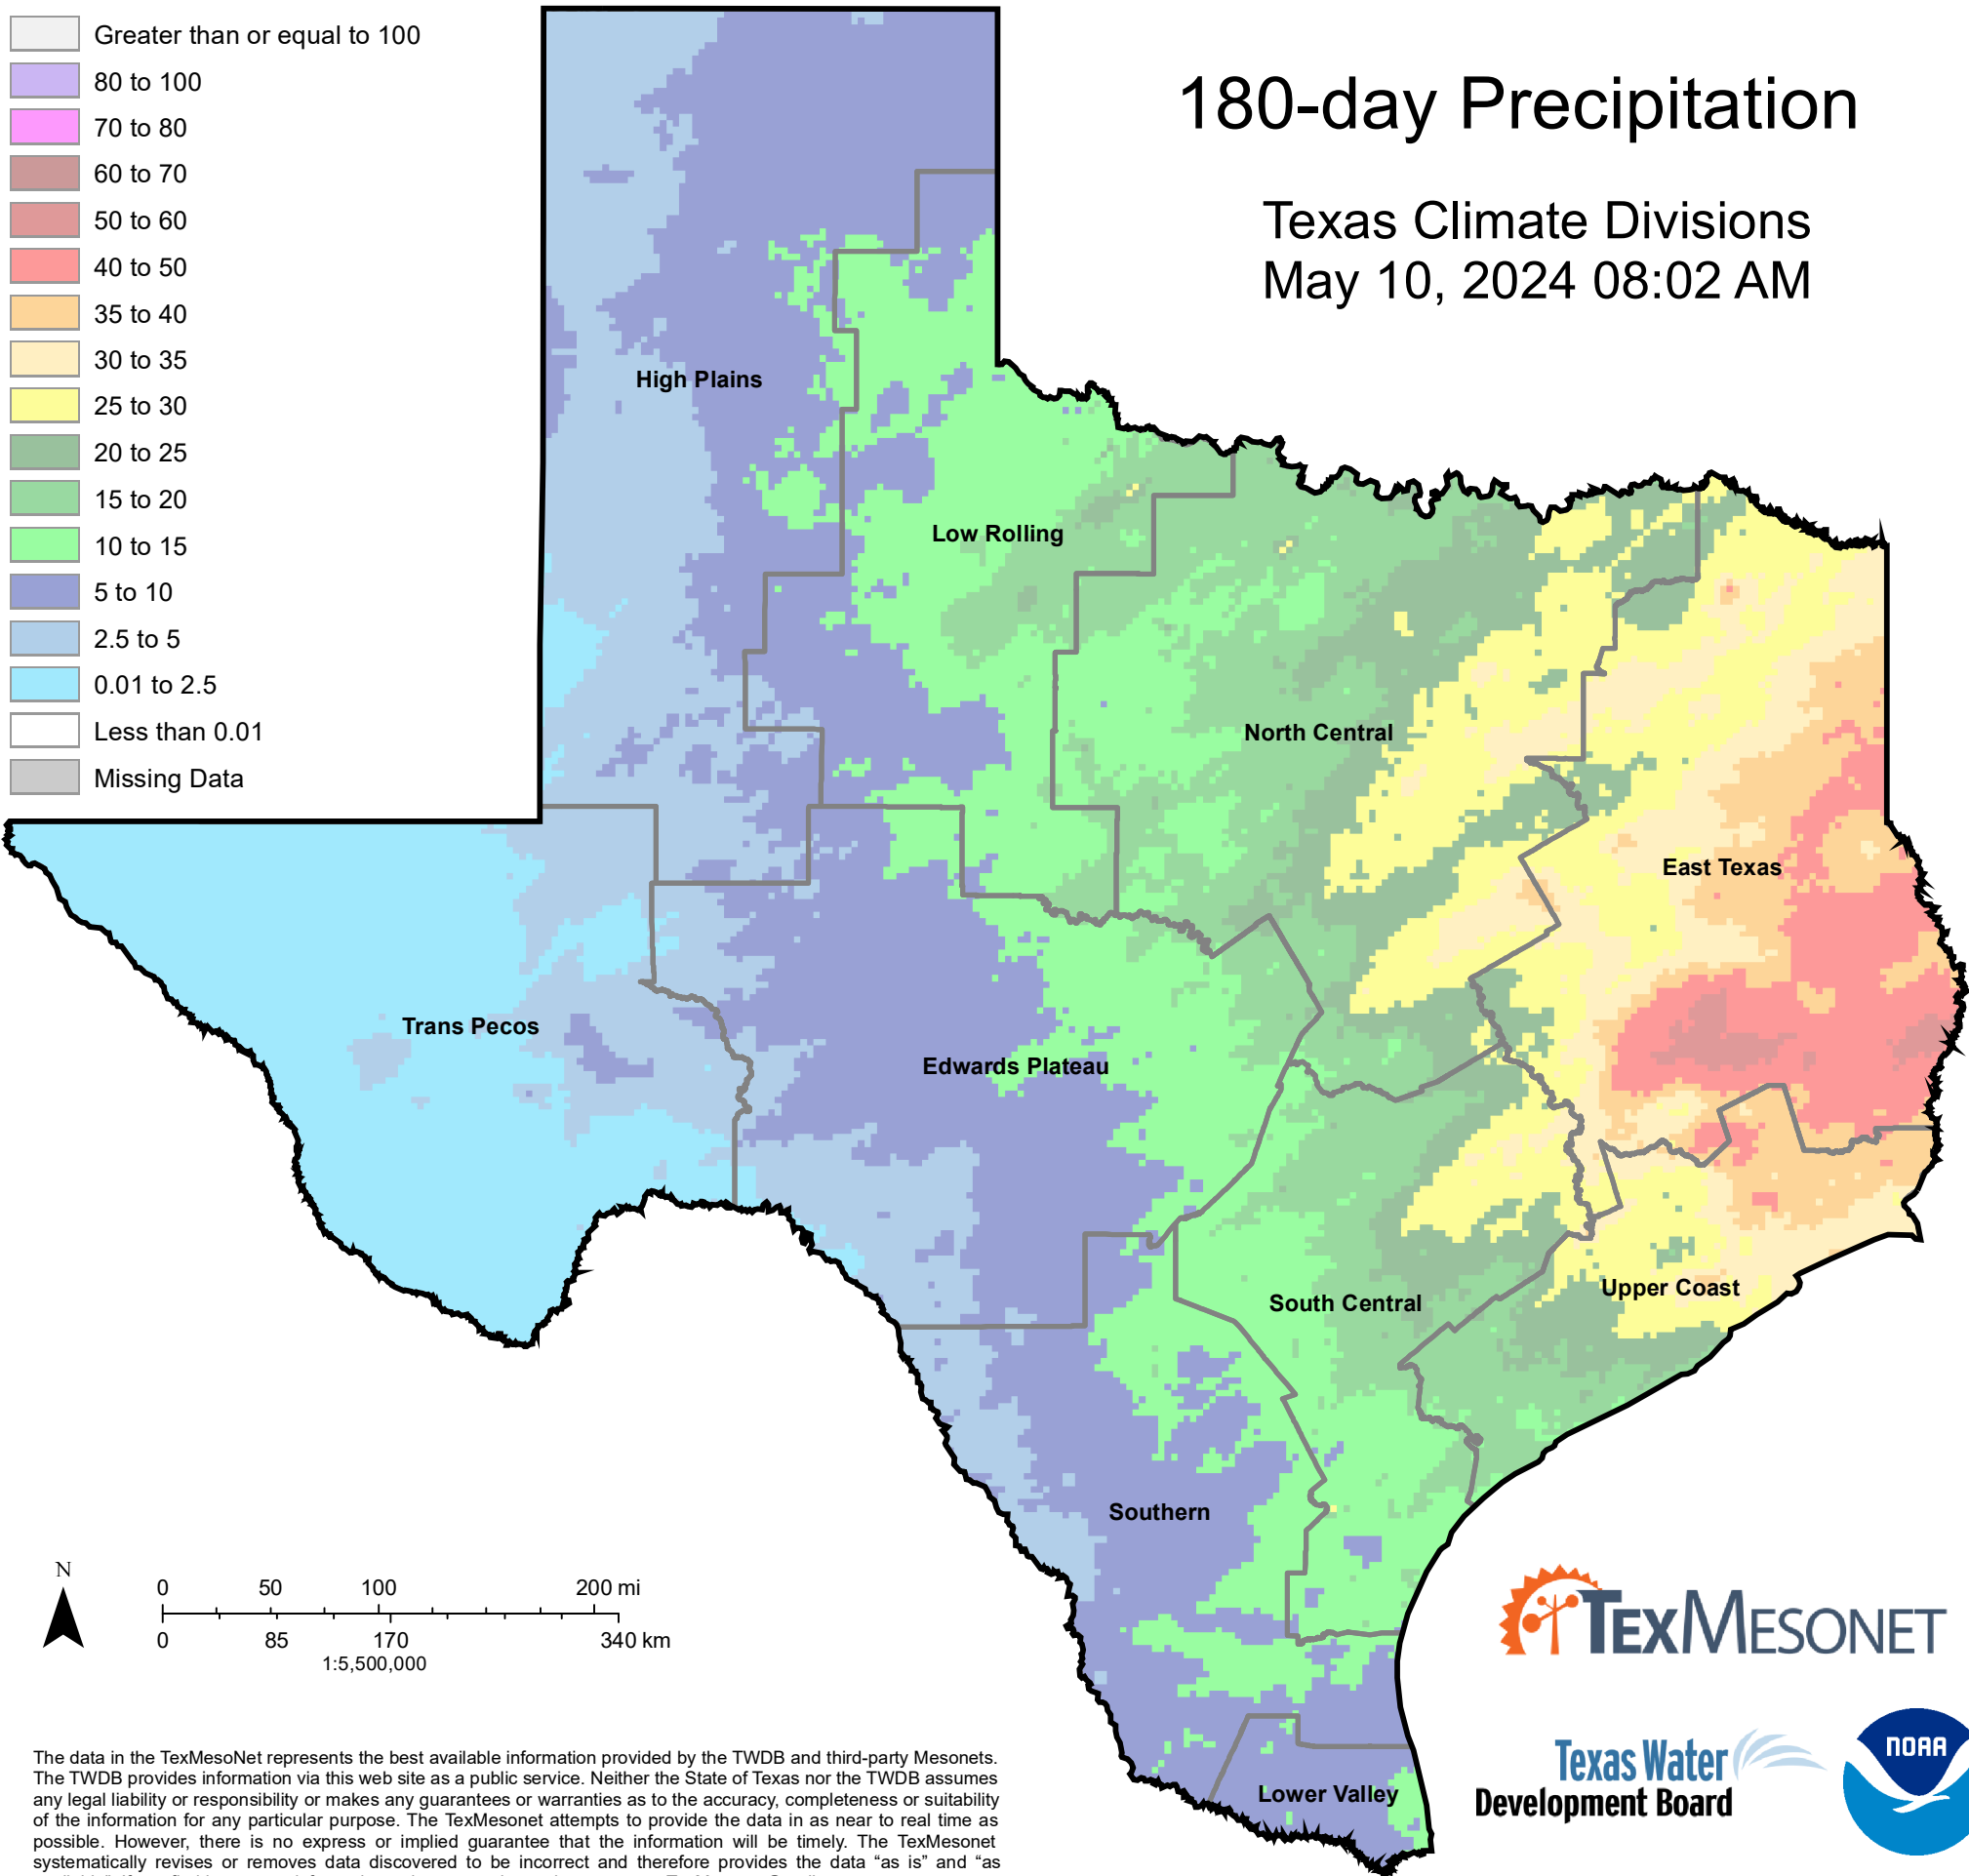 Greater than or equal to 100
80 to 100
70 to 80
60 to 70
50 to 60
40 to 50
35 to 40
30 to 35
25 to 30
20 to 25
15 to 20
10 to 15
5 to 10
2.5 to 5
0.01 to 2.5
Less than 0.01
Missing Data
180-day Precipitation
Texas Climate Divisions
May 10, 2024 08:02 AM
High Plains
Low Rolling
North Central
East Texas
Trans Pecos
Edwards Plateau
Upper Coast
South Central
Southern
Lower Valley
N
0 50 100 200 mi
0 85 170 340 km
1:5,500,000
TEXMESONET
Texas Water
Development Board
NOAA
The data in the TexMesoNet represents the best available information provided by the TWDB and third-party Mesonets.
The TWDB provides information via this web site as a public service. Neither the State of Texas nor the TWDB assumes
any legal liability or responsibility or makes any guarantees or warranties as to the accuracy, completeness or suitability
of the information for any particular purpose. The TexMesonet attempts to provide the data in as near to real time as
possible. However, there is no express or implied guarantee that the information will be timely. The TexMesonet
systematically revises or removes data discovered to be incorrect and therefore provides the data “as is” and “as